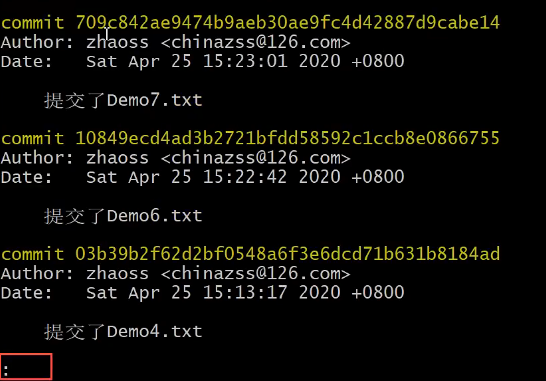 commit 709c842ae9474b9aeb30ae9fc4d42887d9cabe14
Author: zhaoss <chinazss@126.com>
Date:   Sat Apr 25 15:23:01 2020 +0800
提交了Demo7.txt
commit 10849ecd4ad3b2721bfdd58592c1ccb8e0866755
Author: zhaoss <chinazss@126.com>
Date:   Sat Apr 25 15:22:42 2020 +0800
提交了Demo6.txt
commit 03b39b2f62d2bf0548a6f3e6dcd71b631b8184ad
Author: zhaoss <chinazss@126.com>
Date:   Sat Apr 25 15:13:17 2020 +0800
提交了Demo4.txt
: